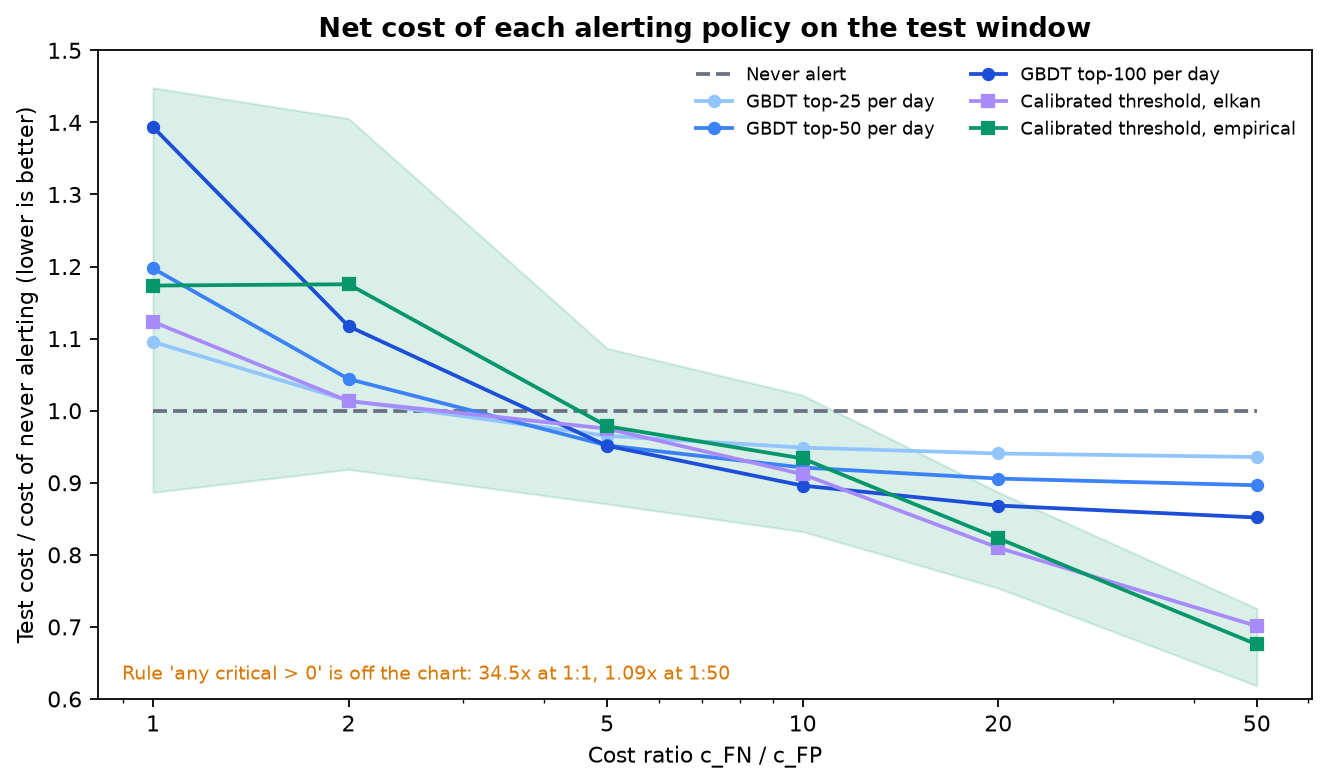 Net cost of each alerting policy on the test window
Test cost / cost of never alerting (lower is better)
1.5
1.4
1.3
1.2
1.1
1.0
0.9
0.8
0.7
0.6
Never alert
GBDT top-25 per day
GBDT top-50 per day
GBDT top-100 per day
Calibrated threshold, elkan
Calibrated threshold, empirical
Rule 'any critical > 0' is off the chart: 34.5x at 1:1, 1.09x at 1:50
1 2 5 10 20 50
Cost ratio c_FN / c_FP